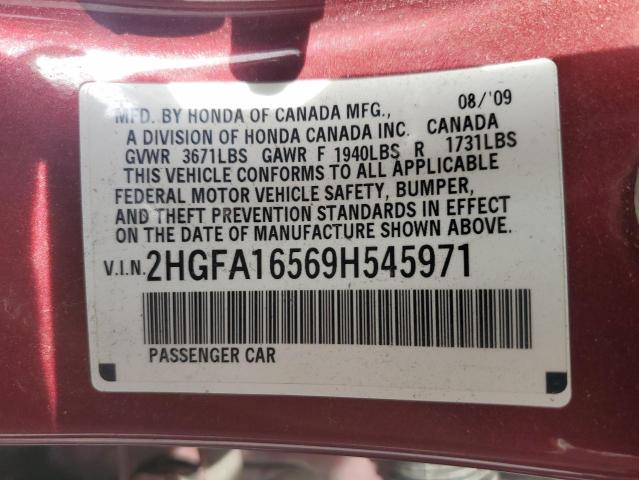 MFD. BY HONDA OF CANADA MFG., 08/'09
A DIVISION OF HONDA CANADA INC. CANADA
GVWR 3671LBS GAWR F 1940LBS R 1731LBS
THIS VEHICLE CONFORMS TO ALL APPLICABLE
FEDERAL MOTOR VEHICLE SAFETY, BUMPER,
AND THEFT PREVENTION STANDARDS IN EFFECT
ON THE DATE OF MANUFACTURE SHOWN ABOVE.
V.I.N. 2HGFA16569H545971
PASSENGER CAR